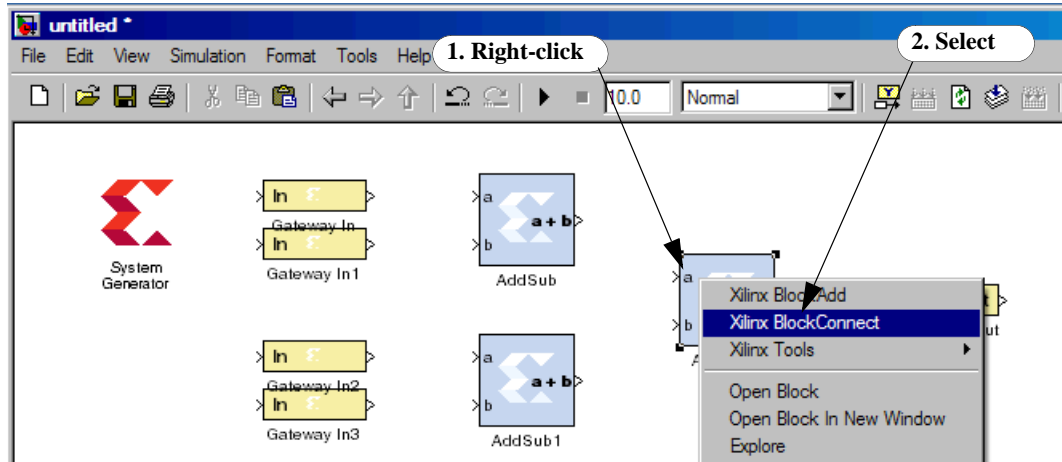 untitled *
File Edit View Simulation Format Tools Help
1. Right-click
2. Select
10.0
Normal
In
Gateway In
In
Gateway In1
a
b
a + b
AddSub
System
Generator
a
b
Xilinx BlockAdd
Xilinx BlockConnect
Xilinx Tools
Open Block
Open Block In New Window
Explore
In
Gateway In2
In
Gateway In3
a
b
a + b
AddSub1